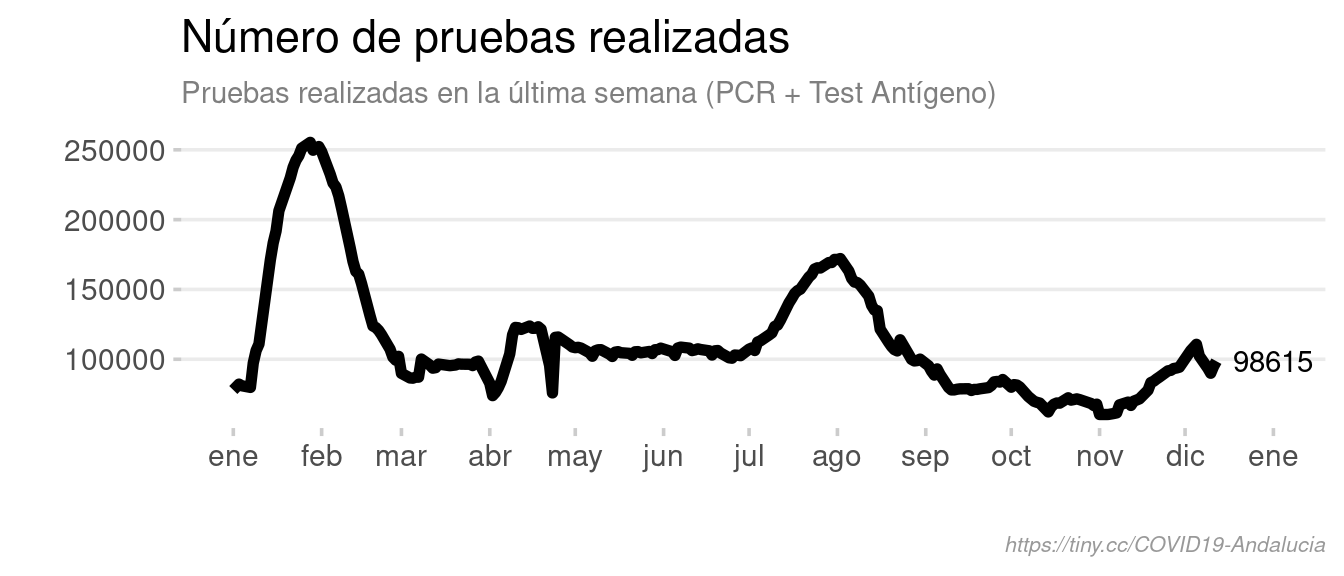 Número de pruebas realizadas
Pruebas realizadas en la última semana (PCR + Test Antígeno)
250000
200000
150000
100000
98615
ene feb mar abr may jun jul ago sep oct nov dic ene
https://tiny.cc/COVID19-Andalucia